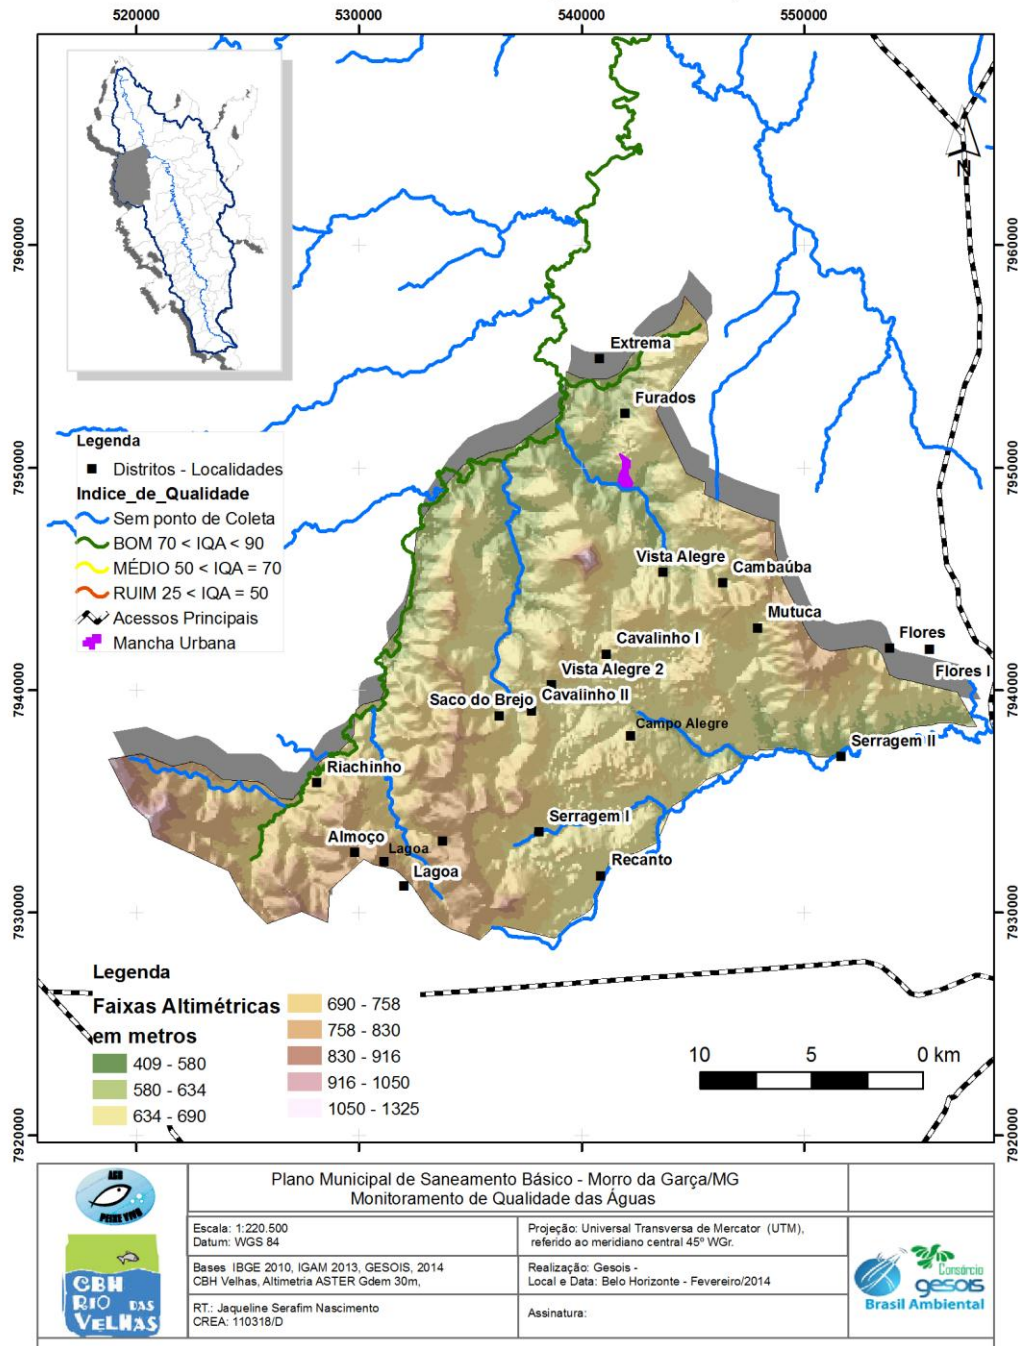 520000
530000
540000
550000
7960000
7950000
7940000
7930000
7920000
7960000
7950000
7940000
7930000
7920000
N
Legenda
Distritos - Localidades
Indice_de_Qualidade
Sem ponto de Coleta
BOM 70 < IQA < 90
MÉDIO 50 < IQA = 70
RUIM 25 < IQA = 50
Acessos Principais
Mancha Urbana
Extrema
Furados
Vista Alegre
Cambaúba
Mutuca
Cavalinho I
Flores
Flores I
Vista Alegre 2
Saco do Brejo
Cavalinho II
Campo Alegre
Serragem II
Riachinho
Serragem I
Almoço
Lagoa
Lagoa
Recanto
Legenda
Faixas Altimétricas
em metros
409 - 580
580 - 634
634 - 690
690 - 758
758 - 830
830 - 916
916 - 1050
1050 - 1325
10 5 0 km
AGB
PEIXE VIVO
CBH
RIO DAS
VELHAS
Plano Municipal de Saneamento Básico - Morro da Garça/MG
Monitoramento de Qualidade das Águas
Escala: 1:220.500
Datum: WGS 84
Projeção: Universal Transversa de Mercator (UTM),
referido ao meridiano central 45º WGr.
Bases IBGE 2010, IGAM 2013, GESOIS, 2014
CBH Velhas, Altimetria ASTER Gdem 30m,
Realização: Gesois -
Local e Data: Belo Horizonte - Fevereiro/2014
RT.: Jaqueline Serafim Nascimento
CREA: 110318/D
Assinatura:
Consórcio
gesois
Brasil Ambiental